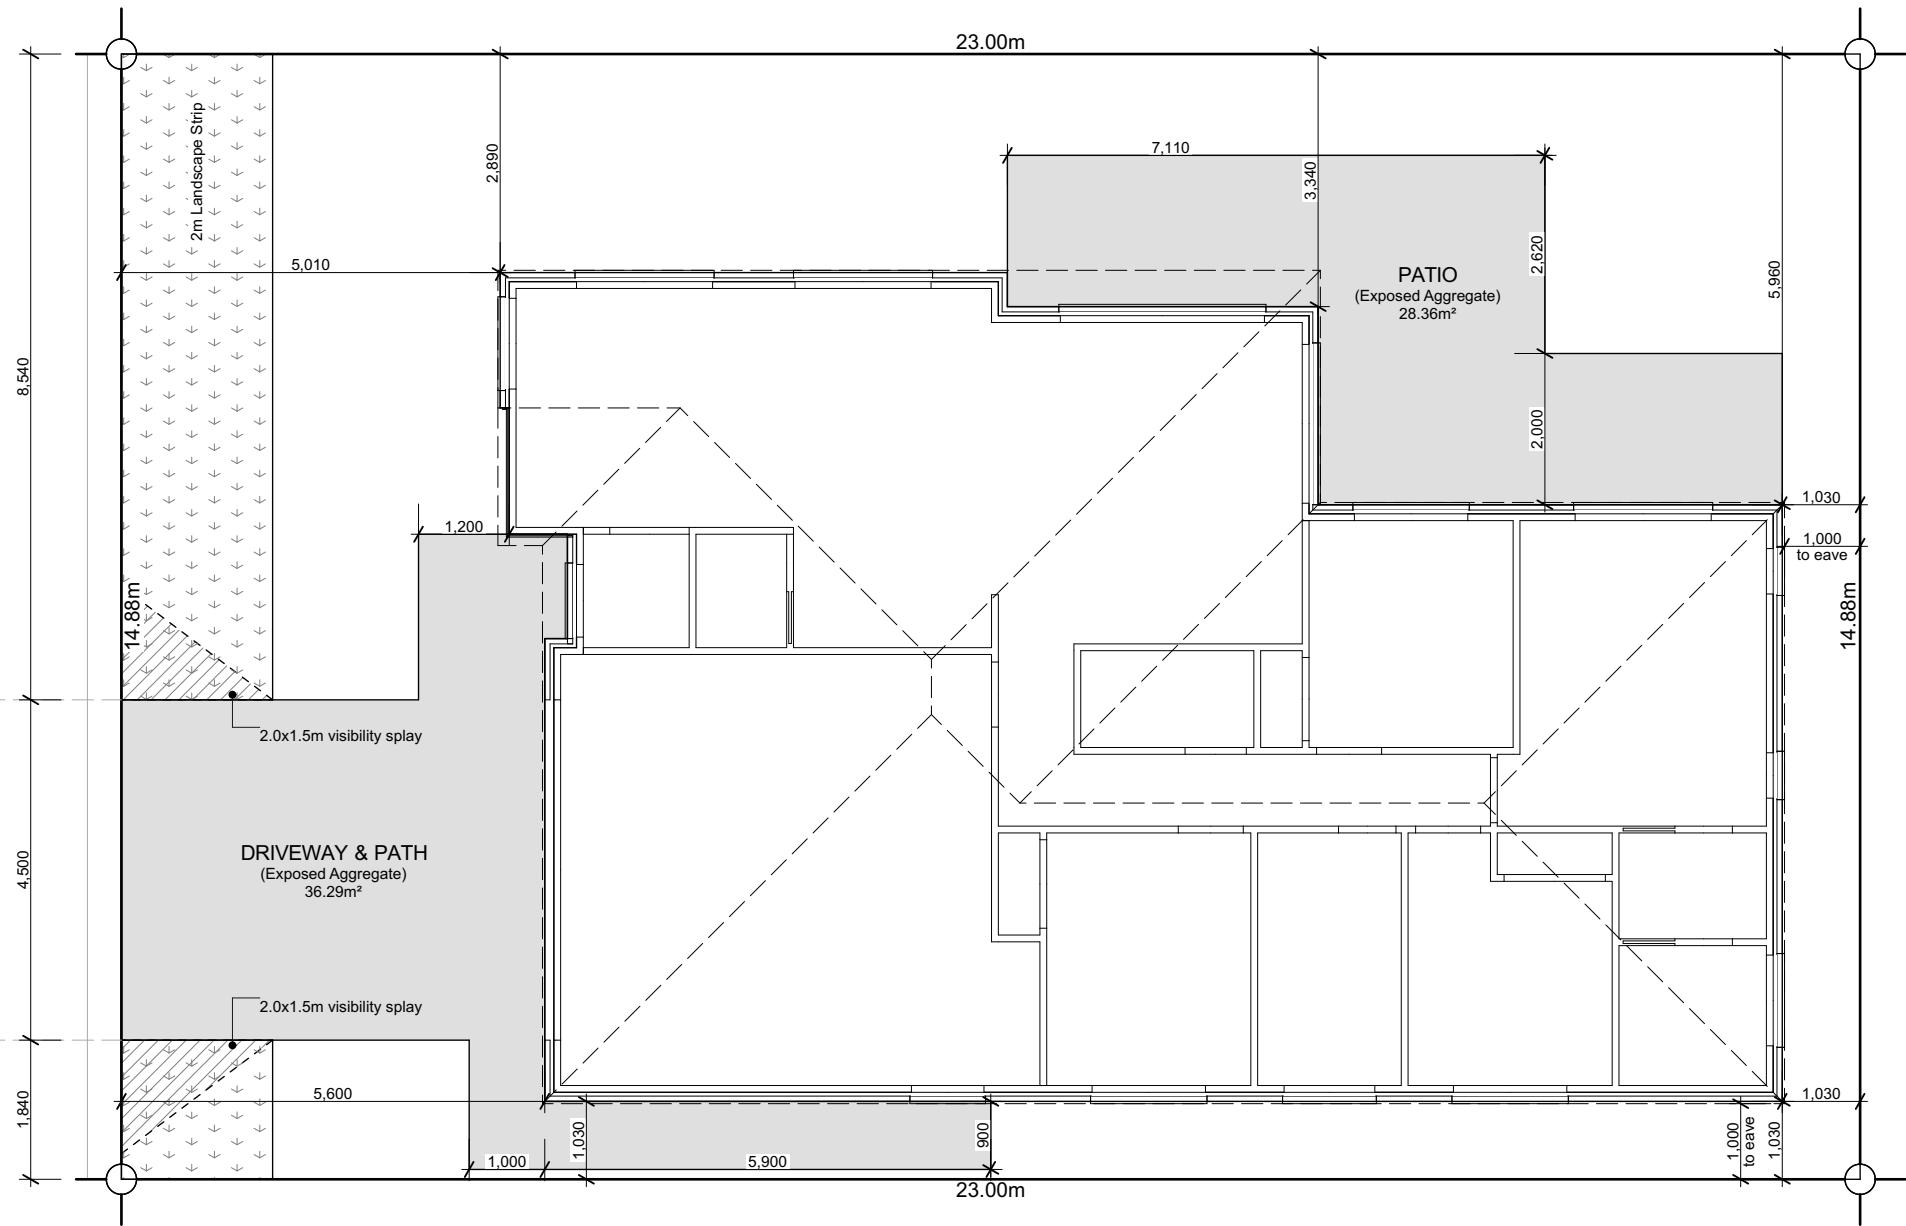 23.00m
2m Landscape Strip
2,890
7,110
3,340
2,620
5,960
5,010
PATIO
(Exposed Aggregate)
28.36m²
8,540
2,000
1,200
1,030
1,000
to eave
14.88m
14.88m
2.0x1.5m visibility splay
4,500
DRIVEWAY & PATH
(Exposed Aggregate)
36.29m²
2.0x1.5m visibility splay
1,840
5,600
1,030
1,030
900
1,000
to eave
1,030
1,000
5,900
23.00m